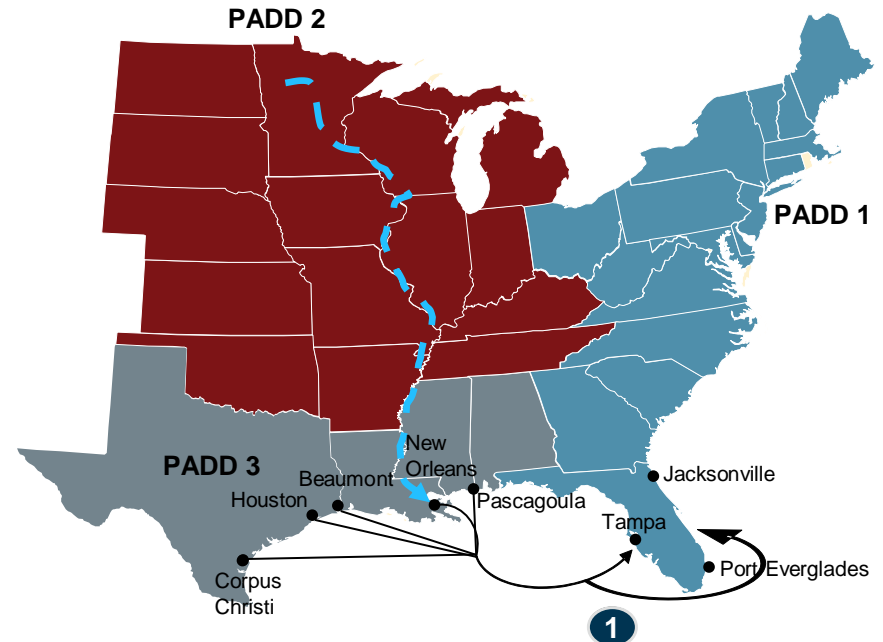 PADD 2
PADD 1
PADD 3
New
Orleans
Beaumont
Houston
Pascagoula
Jacksonville
Tampa
Port Everglades
Corpus
Christi
1